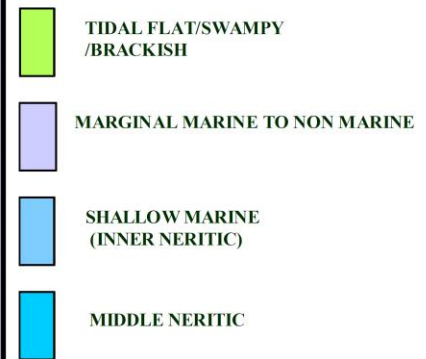 TIDAL FLAT/SWAMPY
/BRACKISH
MARGINAL MARINE TO NON MARINE
SHALLOW MARINE
(INNER NERITIC)
MIDDLE NERITIC